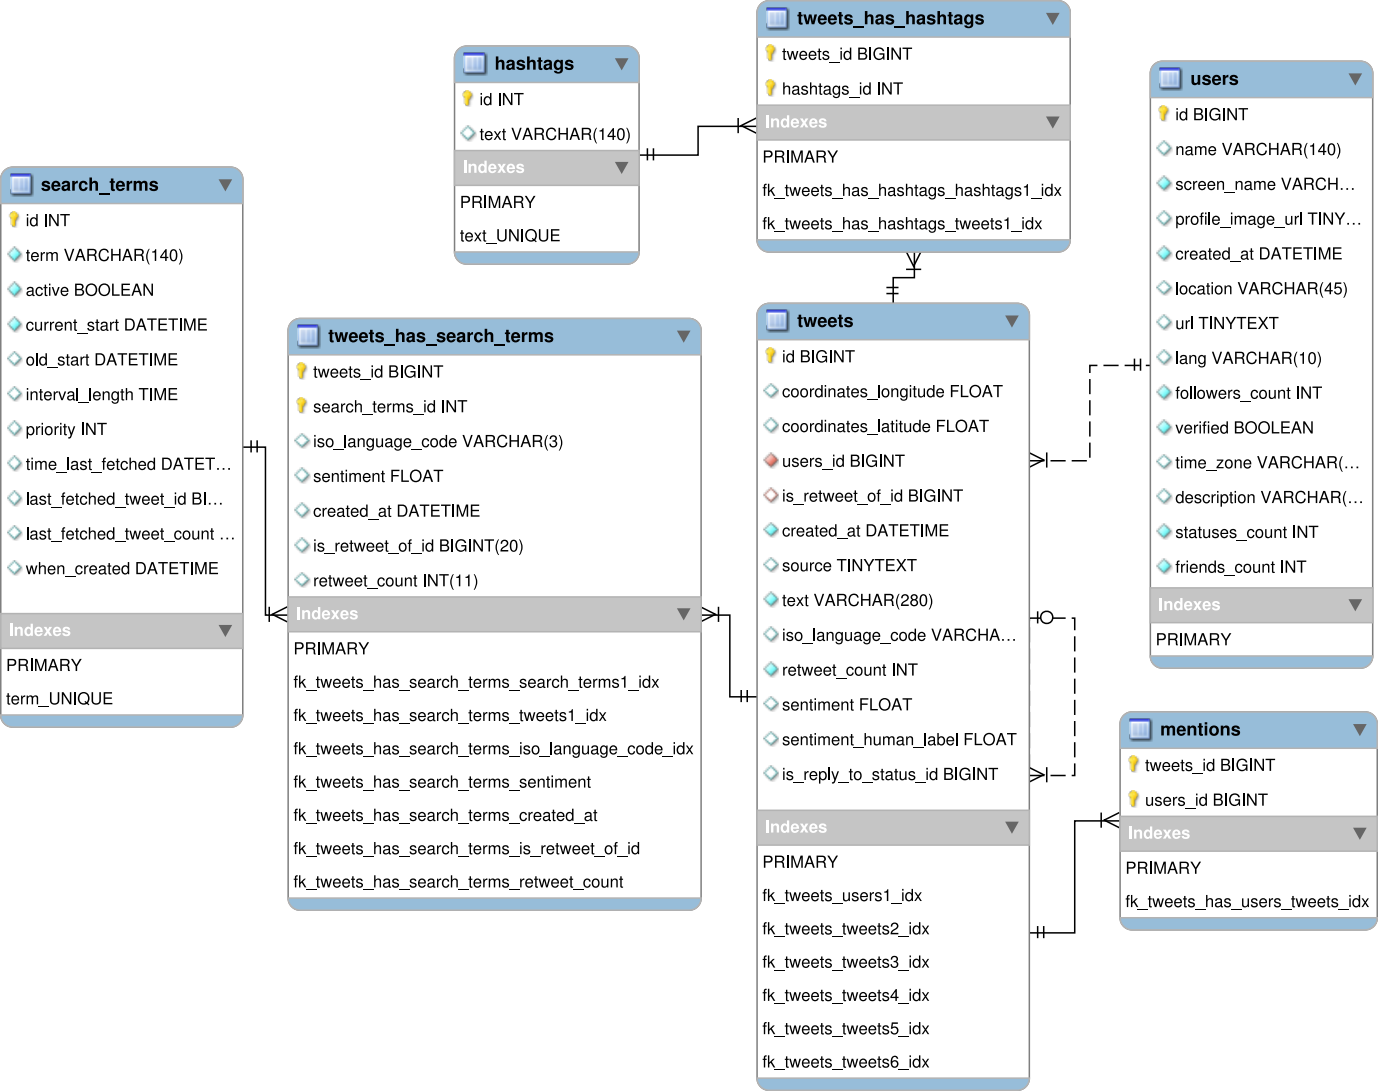 tweets_has_hashtags
tweets_id BIGINT
hashtags_id INT
Indexes
PRIMARY
fk_tweets_has_hashtags_hashtags1_idx
fk_tweets_has_hashtags_tweets1_idx
hashtags
id INT
text VARCHAR(140)
Indexes
PRIMARY
text_UNIQUE
users
id BIGINT
name VARCHAR(140)
screen_name VARCH...
profile_image_url TINY...
created_at DATETIME
location VARCHAR(45)
url TINYTEXT
lang VARCHAR(10)
followers_count INT
verified BOOLEAN
time_zone VARCHAR(...
description VARCHAR(...
statuses_count INT
friends_count INT
Indexes
PRIMARY
search_terms
id INT
term VARCHAR(140)
active BOOLEAN
current_start DATETIME
old_start DATETIME
interval_length TIME
priority INT
time_last_fetched DATET...
last_fetched_tweet_id BI...
last_fetched_tweet_count ...
when_created DATETIME
Indexes
PRIMARY
term_UNIQUE
tweets_has_search_terms
tweets_id BIGINT
search_terms_id INT
iso_language_code VARCHAR(3)
sentiment FLOAT
created_at DATETIME
is_retweet_of_id BIGINT(20)
retweet_count INT(11)
Indexes
PRIMARY
fk_tweets_has_search_terms_search_terms1_idx
fk_tweets_has_search_terms_tweets1_idx
fk_tweets_has_search_terms_iso_language_code_idx
fk_tweets_has_search_terms_sentiment
fk_tweets_has_search_terms_created_at
fk_tweets_has_search_terms_is_retweet_of_id
fk_tweets_has_search_terms_retweet_count
tweets
id BIGINT
coordinates_longitude FLOAT
coordinates_latitude FLOAT
users_id BIGINT
is_retweet_of_id BIGINT
created_at DATETIME
source TINYTEXT
text VARCHAR(280)
iso_language_code VARCHA...
retweet_count INT
sentiment FLOAT
sentiment_human_label FLOAT
is_reply_to_status_id BIGINT
Indexes
PRIMARY
fk_tweets_users1_idx
fk_tweets_tweets2_idx
fk_tweets_tweets3_idx
fk_tweets_tweets4_idx
fk_tweets_tweets5_idx
fk_tweets_tweets6_idx
mentions
tweets_id BIGINT
users_id BIGINT
Indexes
PRIMARY
fk_tweets_has_users_tweets_idx